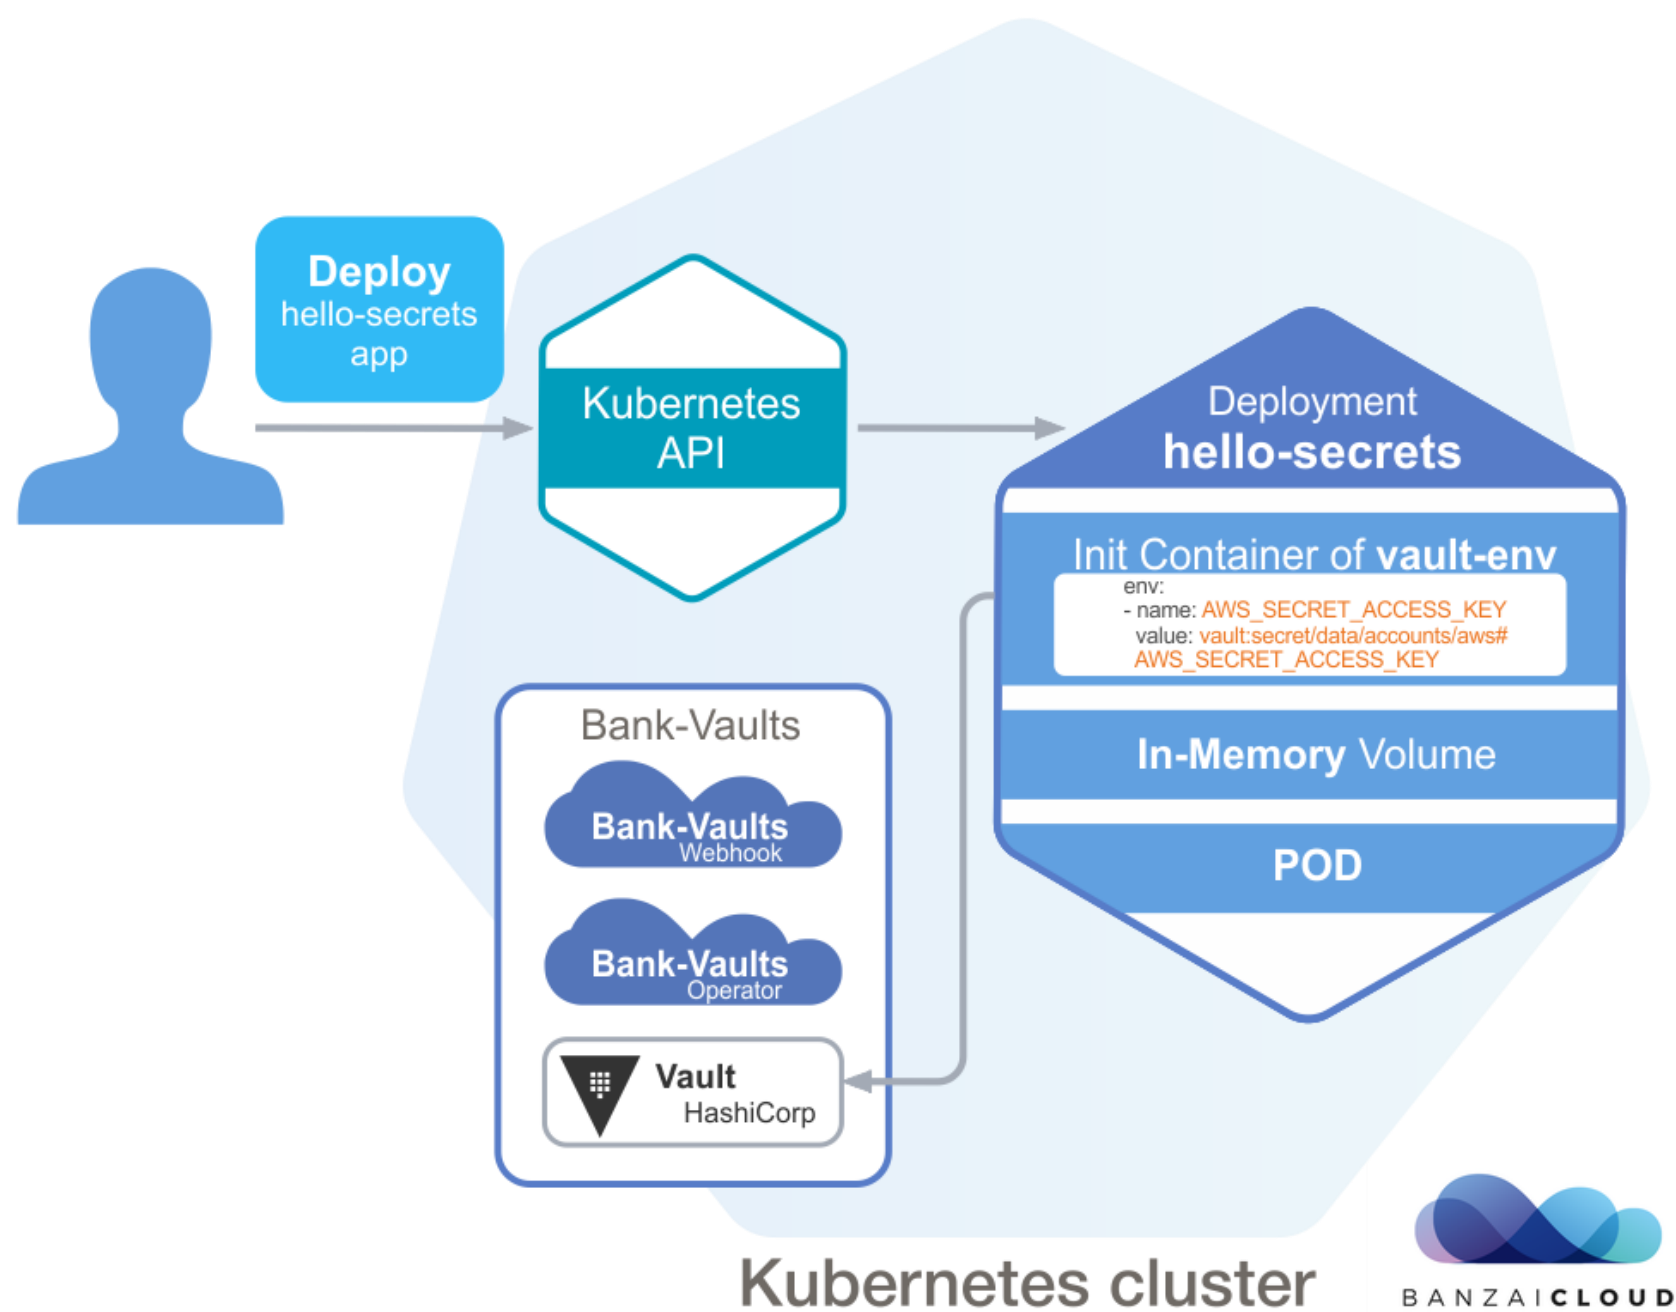 Deploy
hello-secrets
app
Kubernetes
API
Deployment
hello-secrets
Init Container of vault-env
env:
- name: AWS_SECRET_ACCESS_KEY
value: vault:secret/data/accounts/aws#
AWS_SECRET_ACCESS_KEY
In-Memory Volume
POD
Bank-Vaults
Bank-Vaults
Webhook
Bank-Vaults
Operator
Vault
HashiCorp
Kubernetes cluster
BANZAICLOUD